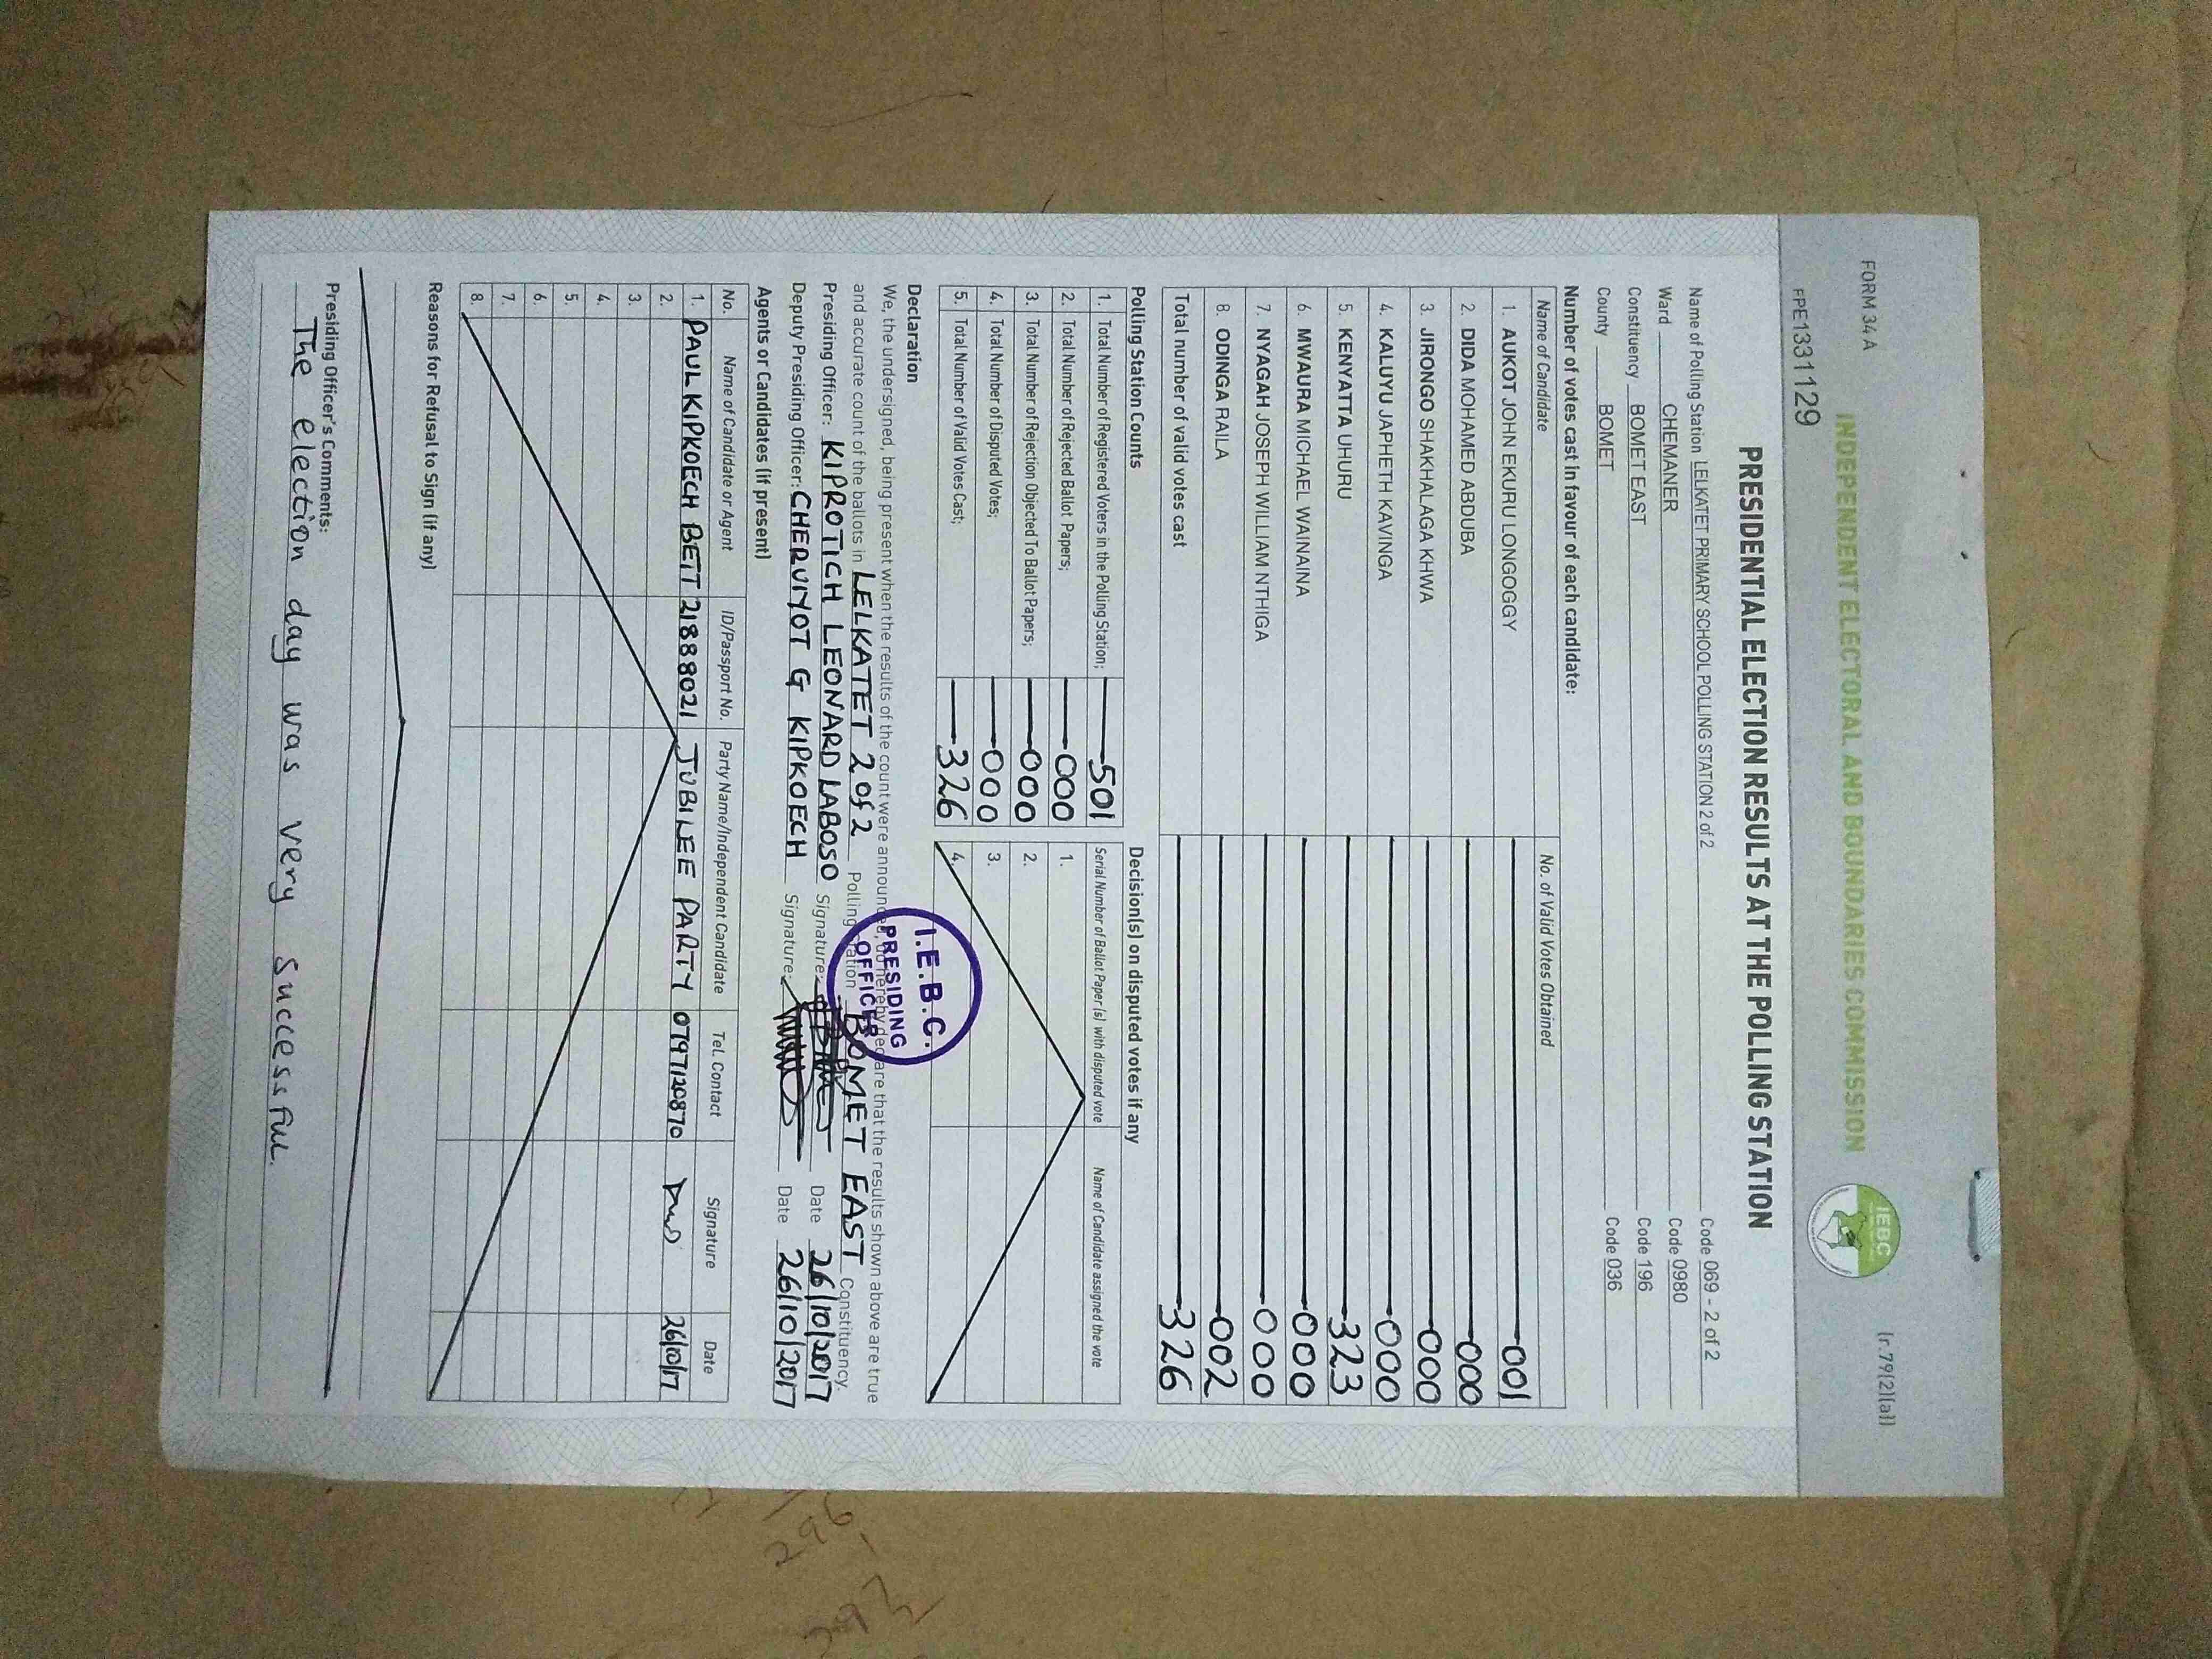 FORM 34 A
INDEPENDENT ELECTORAL AND BOUNDARIES COMMISSION
IEBC
(r.79(2)(a))
FPE1331129
PRESIDENTIAL ELECTION RESULTS AT THE POLLING STATION
Name of Polling Station LELKATET PRIMARY SCHOOL POLLING STATION 2 of 2 Code 069 - 2 of 2
Ward CHEMANER Code 0980
Constituency BOMET EAST Code 196
County BOMET Code 036
Number of votes cast in favour of each candidate:
Name of Candidate No. of Valid Votes Obtained
1. AUKOT JOHN EKURU LONGOGGY 001
2. DIDA MOHAMED ABDUBA 000
3. JIRONGO SHAKHALAGA KHWA 000
4. KALUYU JAPHETH KAVINGA 000
5. KENYATTA UHURU 323
6. MWAURA MICHAEL WAINAINA 000
7. NYAGAH JOSEPH WILLIAM NTHIGA 000
8. ODINGA RAILA 002
Total number of valid votes cast 326
Polling Station Counts Decision(s) on disputed votes if any
1. Total Number of Registered Voters in the Polling Station; 501 Serial Number of Ballot Paper(s) with disputed vote Name of Candidate assigned the vote
2. Total Number of Rejected Ballot Papers; 000 1.
3. Total Number of Rejection Objected To Ballot Papers; 000 2.
4. Total Number of Disputed Votes; 000 3.
5. Total Number of Valid Votes Cast; 326 4.
Declaration
We, the undersigned, being present when the results of the count were announced, do hereby declare that the results shown above are true
and accurate count of the ballots in LELKATET 2 of 2 Polling Station BOMET EAST Constituency
I.E.B.C.
PRESIDING
OFFICER
Presiding Officer: KIPROTICH LEONARD LABOSO Signature: Date 26/10/2017
Deputy Presiding Officer: CHERUIYOT G KIPKOECH Signature: Date 26/10/2017
Agents or Candidates (if present)
No. Name of Candidate or Agent ID/Passport No. Party Name/Independent Candidate Tel. Contact Signature Date
1. PAUL KIPKOECH BETT 21888021 JUBILEE PARTY 0797120870 26/10/17
2.
3.
4.
5.
6.
7.
8.
Reasons for Refusal to Sign (if any)
Presiding Officer's Comments:
The election day was very successful.
296